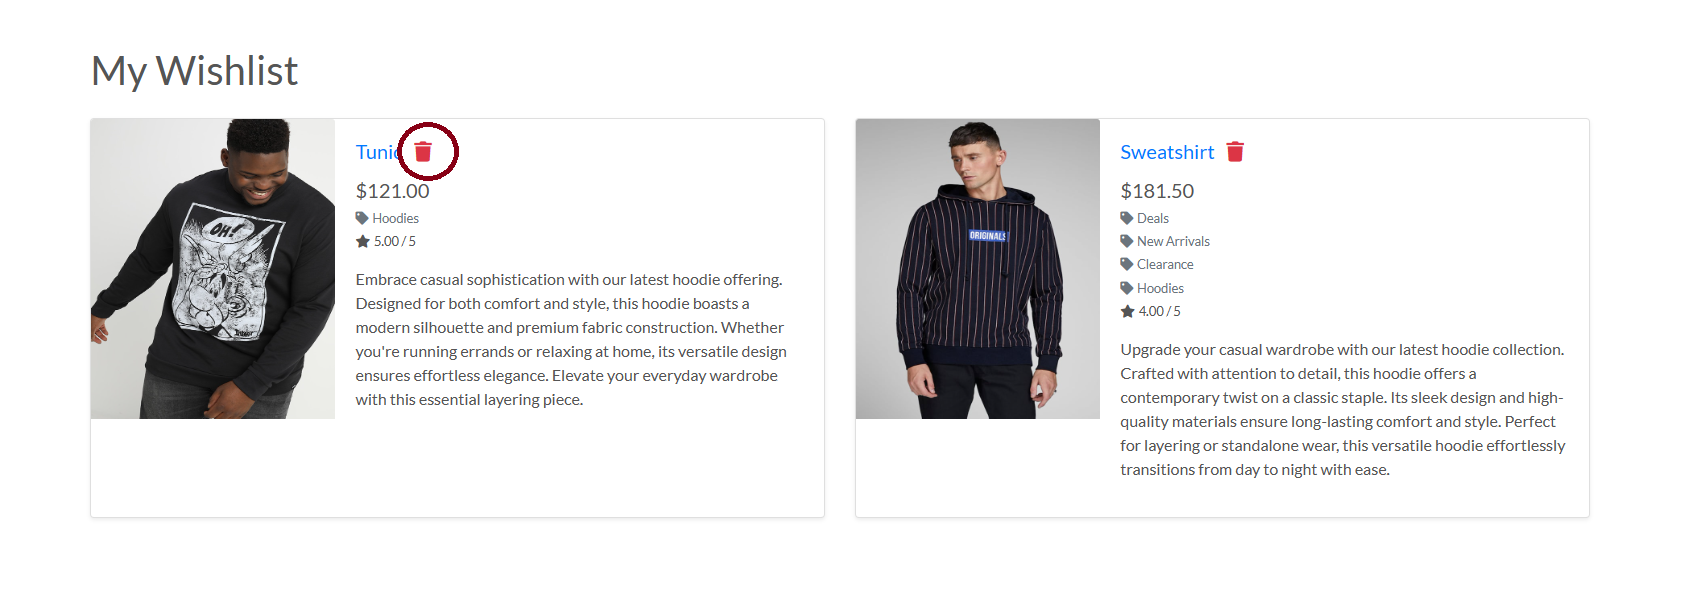 My Wishlist
Tunic
$121.00
Hoodies
5.00 / 5
Embrace casual sophistication with our latest hoodie offering.
Designed for both comfort and style, this hoodie boasts a
modern silhouette and premium fabric construction. Whether
you're running errands or relaxing at home, its versatile design
ensures effortless elegance. Elevate your everyday wardrobe
with this essential layering piece.
OH!
Sweatshirt
$181.50
Deals
New Arrivals
Clearance
Hoodies
4.00 / 5
Upgrade your casual wardrobe with our latest hoodie collection.
Crafted with attention to detail, this hoodie offers a
contemporary twist on a classic staple. Its sleek design and high-
quality materials ensure long-lasting comfort and style. Perfect
for layering or standalone wear, this versatile hoodie effortlessly
transitions from day to night with ease.
ORIGINALS